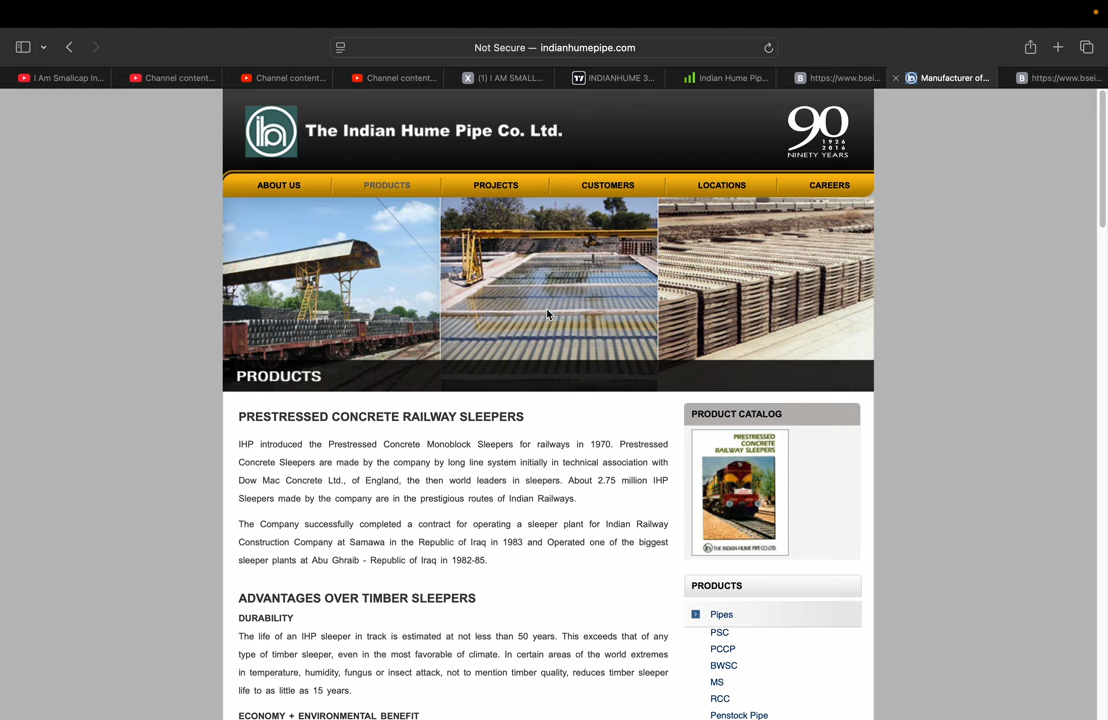 Not Secure — indianhumepipe.com
I Am Smallcap In...
Channel content...
Channel content...
Channel content...
X
(1) I AM SMALL...
INDIANHUME 3...
Indian Hume Pip...
B
https://www.bsei...
Manufacturer of...
B
https://www.bsei...
The Indian Hume Pipe Co. Ltd.
90
1926
2016
NINETY YEARS
ABOUT US
PRODUCTS
PROJECTS
CUSTOMERS
LOCATIONS
CAREERS
PRODUCTS
PRESTRESSED CONCRETE RAILWAY SLEEPERS
IHP introduced the Prestressed Concrete Monoblock Sleepers for railways in 1970. Prestressed
Concrete Sleepers are made by the company by long line system initially in technical association with
Dow Mac Concrete Ltd., of England, the then world leaders in sleepers. About 2.75 million IHP
Sleepers made by the company are in the prestigious routes of Indian Railways.
The Company successfully completed a contract for operating a sleeper plant for Indian Railway
Construction Company at Samawa in the Republic of Iraq in 1983 and Operated one of the biggest
sleeper plants at Abu Ghraib - Republic of Iraq in 1982-85.
ADVANTAGES OVER TIMBER SLEEPERS
DURABILITY
The life of an IHP sleeper in track is estimated at not less than 50 years. This exceeds that of any
type of timber sleeper, even in the most favorable of climate. In certain areas of the world extremes
in temperature, humidity, fungus or insect attack, not to mention timber quality, reduces timber sleeper
life to as little as 15 years.
ECONOMY + ENVIRONMENTAL BENEFIT
PRODUCT CATALOG
PRESTRESSED
CONCRETE
RAILWAY SLEEPERS
THE INDIAN HUME PIPE CO. LTD.
PRODUCTS
Pipes
PSC
PCCP
BWSC
MS
RCC
Penstock Pipe